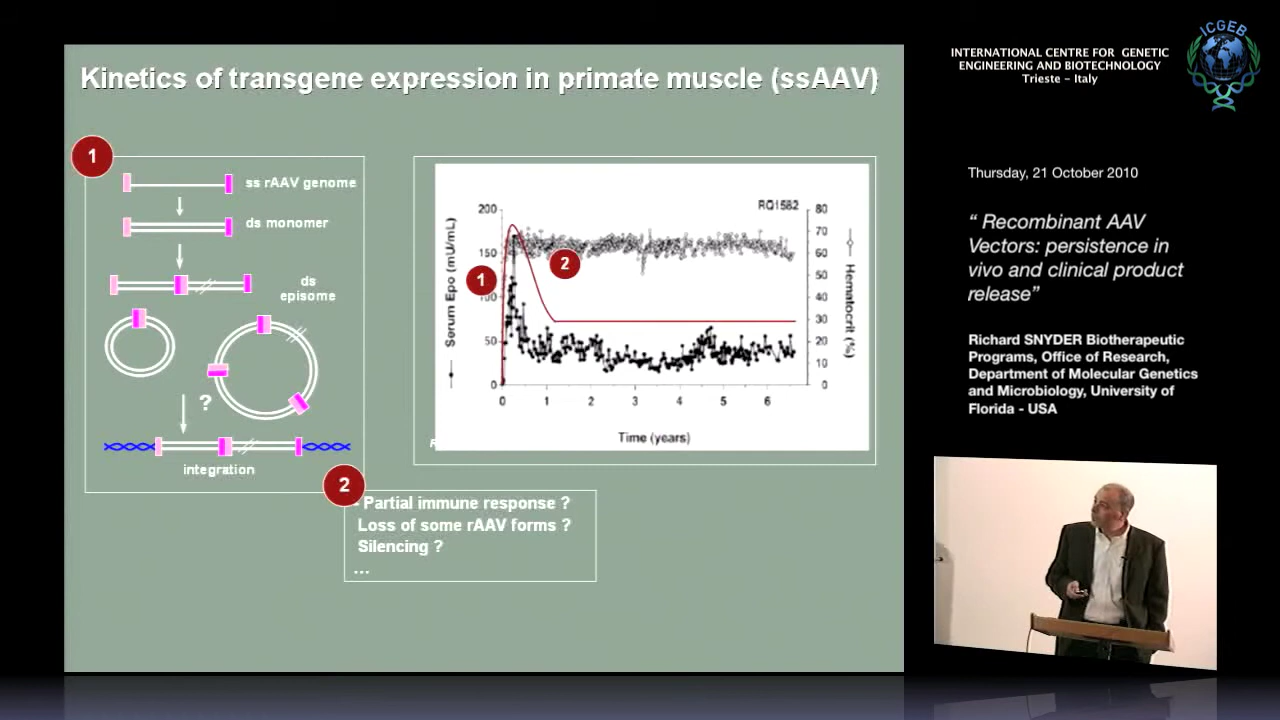 Kinetics of transgene expression in primate muscle (ssAAV)
1
ss rAAV genome
ds monomer
ds
episome
?
integration
2
- Partial immune response ?
Loss of some rAAV forms ?
Silencing ?
...
RQ1582
Serum Epo (mU/mL)
200
150
100
50
0
1
2
80
70
60
50
40
30
20
10
0
Hematocrit (%)
0 1 2 3 4 5 6
Time (years)
INTERNATIONAL CENTRE FOR GENETIC
ENGINEERING AND BIOTECHNOLOGY
Trieste – Italy
ICGEB
Thursday, 21 October 2010
“ Recombinant AAV
Vectors: persistence in
vivo and clinical product
release”
Richard SNYDER Biotherapeutic
Programs, Office of Research,
Department of Molecular Genetics
and Microbiology, University of
Florida - USA